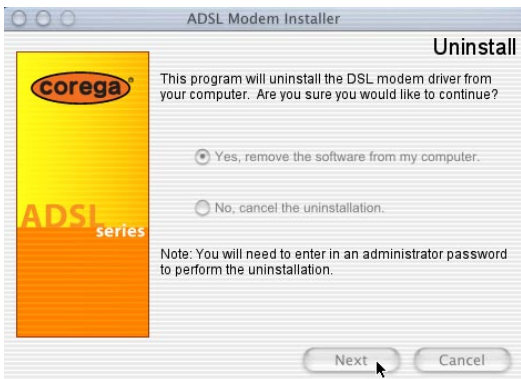 ADSL Modem Installer
Uninstall
corega
This program will uninstall the DSL modem driver from
your computer. Are you sure you would like to continue?
Yes, remove the software from my computer.
No, cancel the uninstallation.
ADSL
series
Note: You will need to enter in an administrator password
to perform the uninstallation.
Next
Cancel